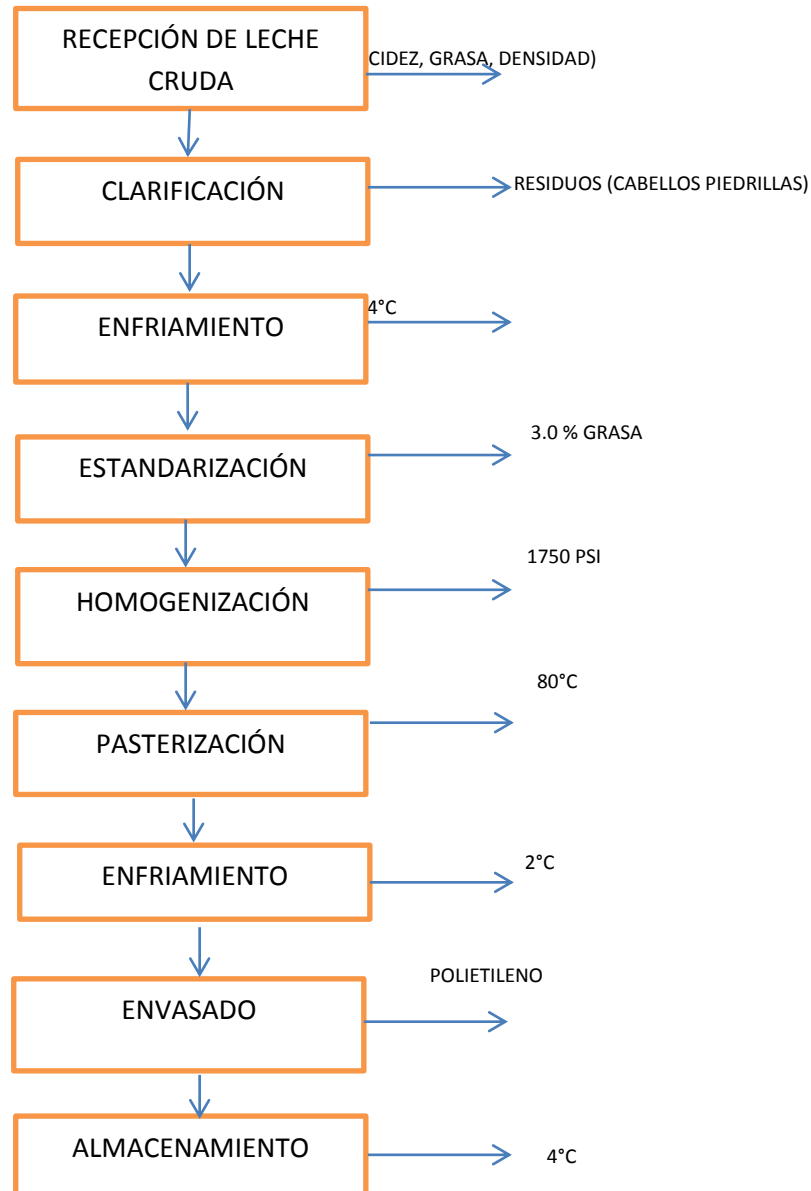 RECEPCIÓN DE LECHE
CRUDA
CIDEZ, GRASA, DENSIDAD)
CLARIFICACIÓN
RESIDUOS (CABELLOS PIEDRILLAS)
ENFRIAMIENTO
4°C
ESTANDARIZACIÓN
3.0 % GRASA
HOMOGENIZACIÓN
1750 PSI
PASTERIZACIÓN
80°C
ENFRIAMIENTO
2°C
ENVASADO
POLIETILENO
ALMACENAMIENTO
4°C